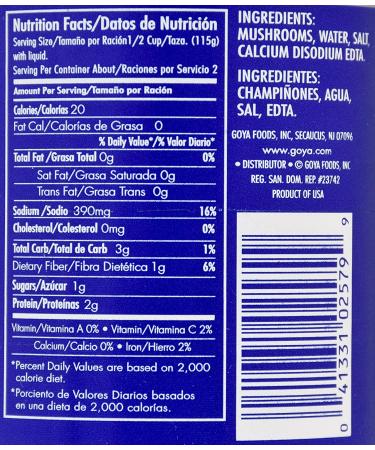 Nutrition Facts/Datos de Nutrición
Serving Size/Tamaño por Ración1/2 Cup/Taza. (115g)
with liquid.
Serving Per Container About/Raciones por Servicio 2
Amount Per Serving/Tamaño por Ración
Calories/Calorías 20
Fat Cal/Calorías de Grasa 0
% Daily Value*/% Valor Diario*
Total Fat/Grasa Total 0g 0%
Sat Fat/Grasa Saturada 0g
Trans Fat/Grasa Trans 0g
Sodium/Sodio 390mg 16%
Cholesterol/Colesterol 0mg 0%
Total Carb/Total de Carb 3g 1%
Dietary Fiber/Fibra Dietética 1g 6%
Sugars/Azúcar 1g
Protein/Proteínas 2g
Vitamin/Vitamina A 0% • Vitamin/Vitamina C 2%
Calcium/Calcio 0% • Iron/Hierro 2%
*Percent Daily Values are based on 2,000
calorie diet.
*Porciento de Valores Diarios basados
en una dieta de 2,000 calorías.
INGREDIENTS:
MUSHROOMS, WATER, SALT,
CALCIUM DISODIUM EDTA.
INGREDIENTES:
CHAMPIÑONES, AGUA,
SAL, EDTA.
GOYA FOODS, INC, SECAUCUS, NJ 07096
www.goya.com
• DISTRIBUTOR • © GOYA FOODS, INC
REG. SAN. DOM. REP. #23742
PRODUCT OF USA
0 41331 02579 9